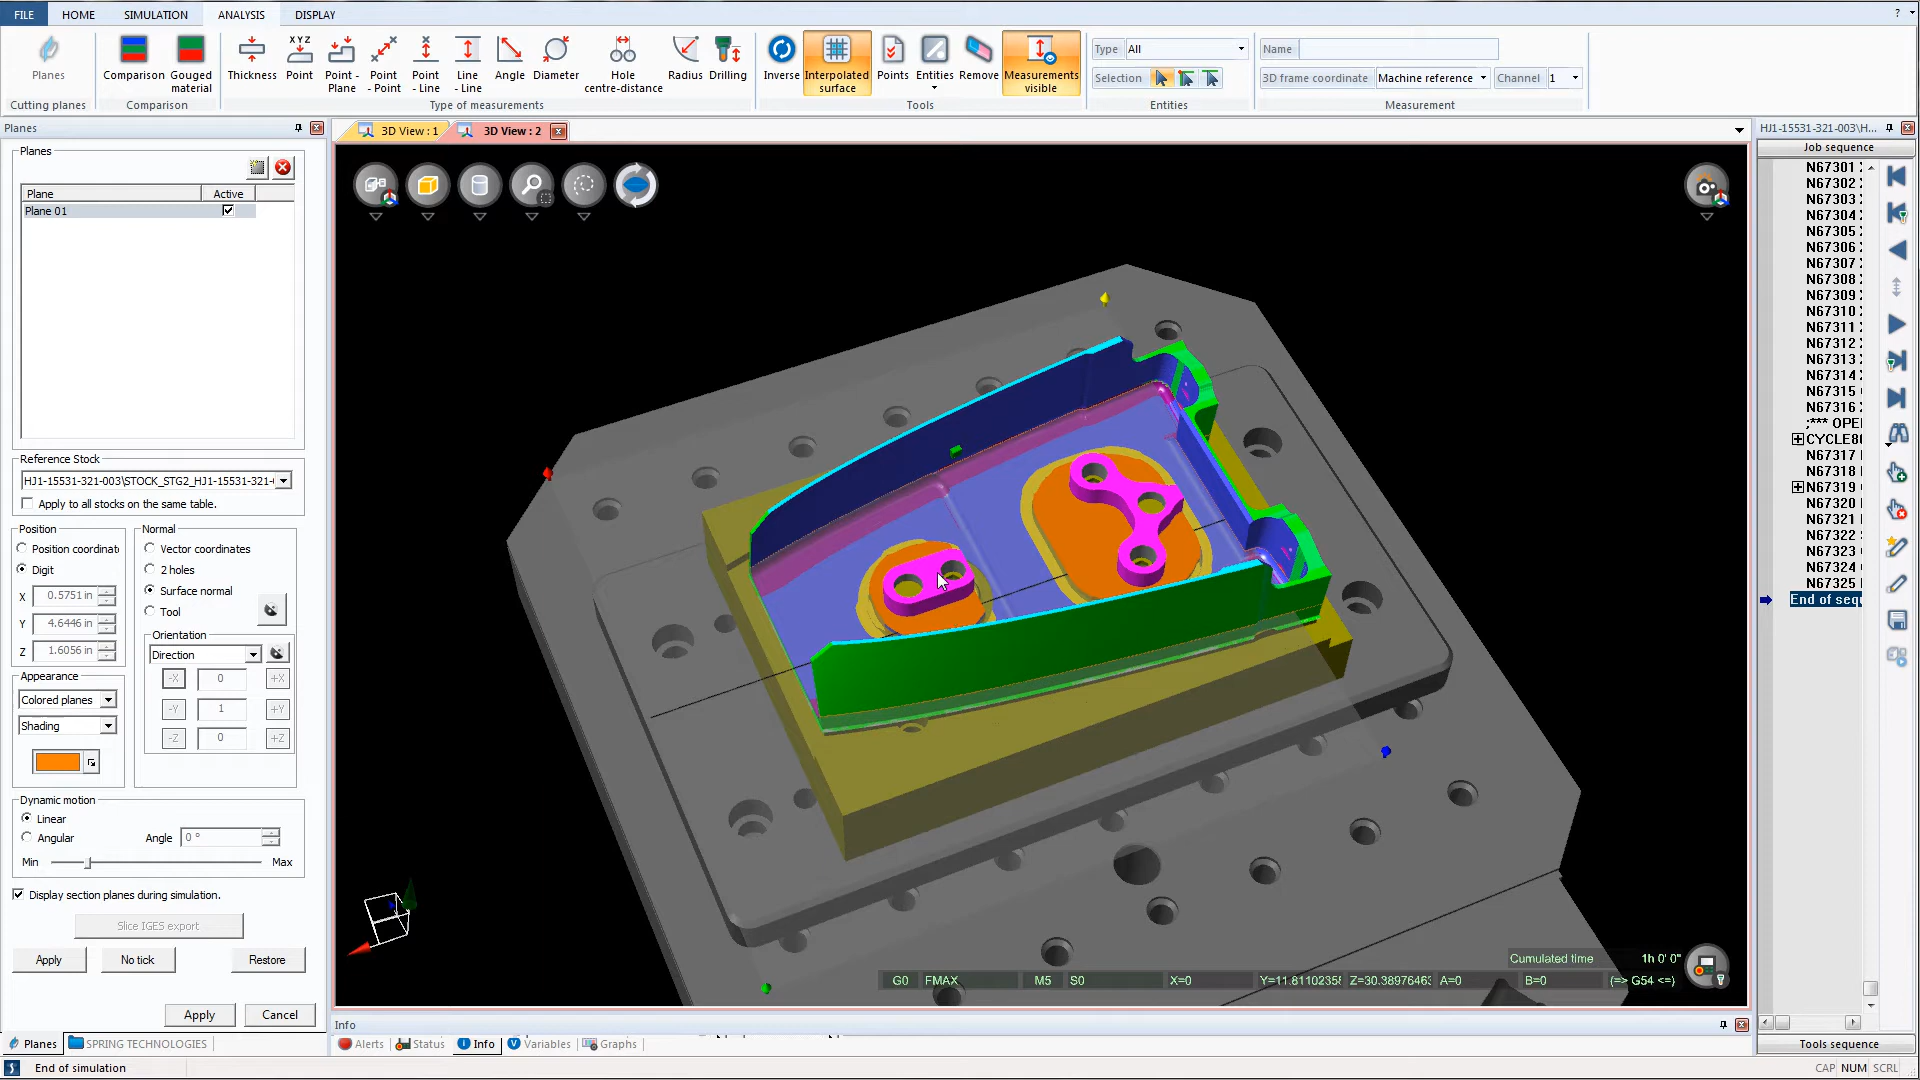 FILE HOME SIMULATION ANALYSIS DISPLAY
?
Planes
Comparison
Gouged material
Thickness
XYZ
Point
Point - Plane
Point - Point
Point - Line
Line - Line
Angle
Diameter
Hole centre-distance
Radius
Drilling
Inverse
Interpolated surface
Points
Entities
Remove
Measurements visible
Type All
Selection
Name
3D frame coordinate Machine reference Channel 1
Cutting planes
Comparison
Type of measurements
Tools
Entities
Measurement
Planes
Planes
Plane Active
Plane 01
Reference Stock
HJ1-15531-321-003\STOCK_STG2_HJ1-15531-321-(
Apply to all stocks on the same table.
Position
Position coordinat
Digit
X 0.5751 in
Y 4.6446 in
Z 1.6056 in
Normal
Vector coordinates
2 holes
Surface normal
Tool
Orientation
Direction
-X 0 +X
-Y 1 +Y
-Z 0 +Z
Appearance
Colored planes
Shading
Dynamic motion
Linear
Angular Angle 0 °
Min Max
Display section planes during simulation.
Slice IGES export
Apply No tick Restore
Apply Cancel
Planes SPRING TECHNOLOGIES
End of simulation
3D View : 1 3D View : 2
Cumulated time 1h 0' 0"
G0 FMAX M5 S0 X=0 Y=11.8110235 Z=30.3897646 A=0 B=0 (=> G54 <=)
Info
Alerts Status Info Variables Graphs
HJ1-15531-321-003\H...
Job sequence
N67301
N67302
N67303
N67304
N67305
N67306
N67307
N67308
N67309
N67310
N67311
N67312
N67313
N67314
N67315
N67316
;*** OPE
CYCLE8
N67317
N67318
N67319
N67320
N67321
N67322
N67323
N67324
N67325
End of sequ
Tools sequence
CAP NUM SCRL